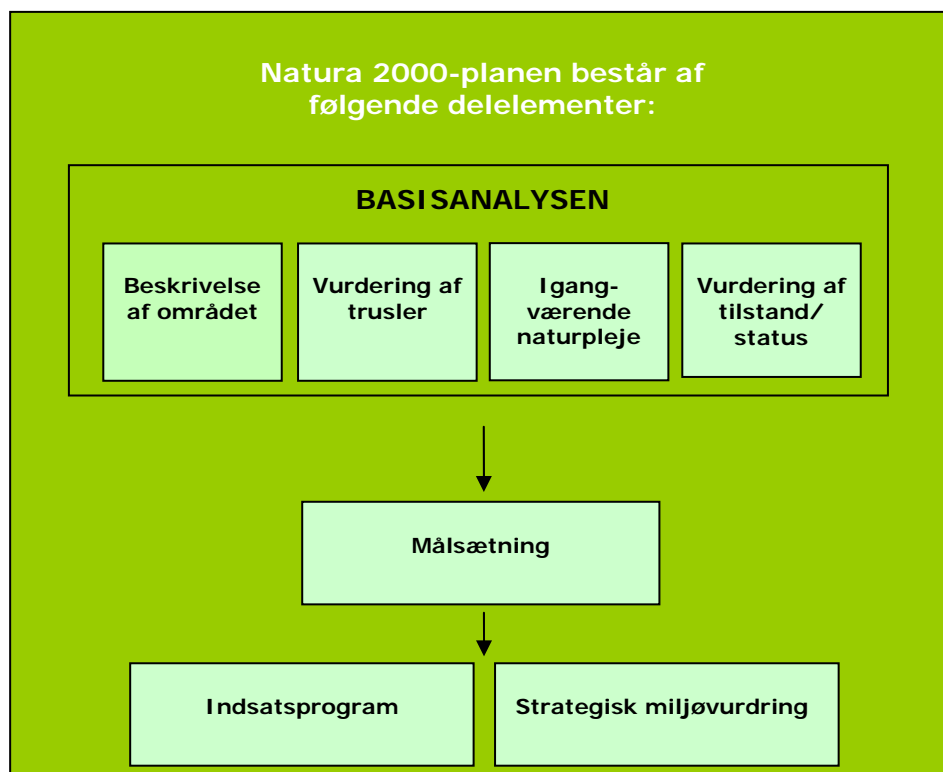 Natura 2000-planen består af
følgende delelementer:
BASISANALYSEN
Beskrivelse
af området
Vurdering af
trusler
Igang-
værende
naturpleje
Vurdering af
tilstand/
status
Målsætning
Indsatsprogram
Strategisk miljøvurdring